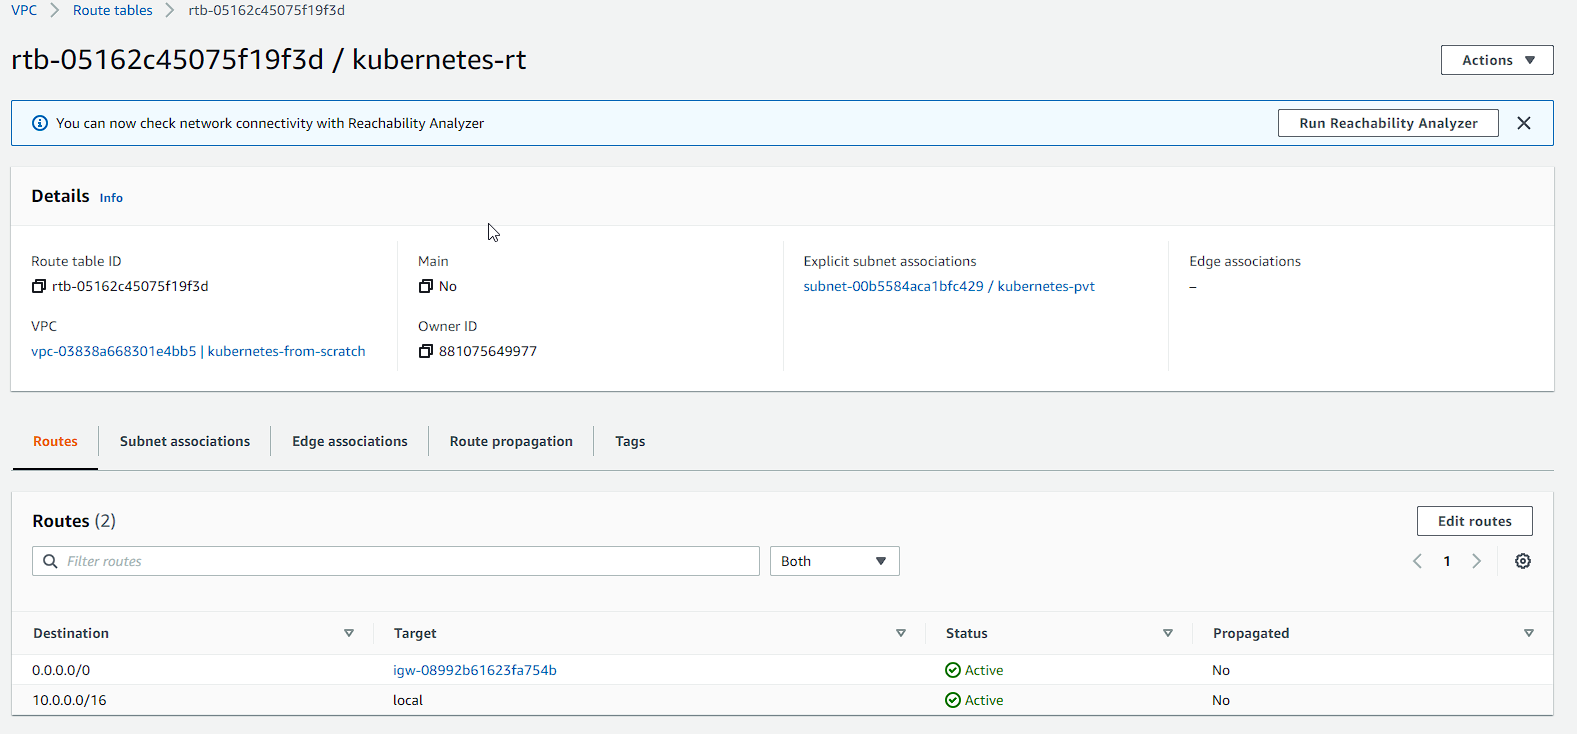 VPC > Route tables > rtb-05162c45075f19f3d
rtb-05162c45075f19f3d / kubernetes-rt
Actions
You can now check network connectivity with Reachability Analyzer
Run Reachability Analyzer
Details Info
Route table ID
rtb-05162c45075f19f3d
Main
No
Explicit subnet associations
subnet-00b5584aca1bfc429 / kubernetes-pvt
Edge associations
–
VPC
vpc-03838a668301e4bb5 | kubernetes-from-scratch
Owner ID
881075649977
Routes
Subnet associations
Edge associations
Route propagation
Tags
Routes (2)
Edit routes
Filter routes
Both
1
Destination Target Status Propagated
0.0.0.0/0 igw-08992b61623fa754b Active No
10.0.0.0/16 local Active No